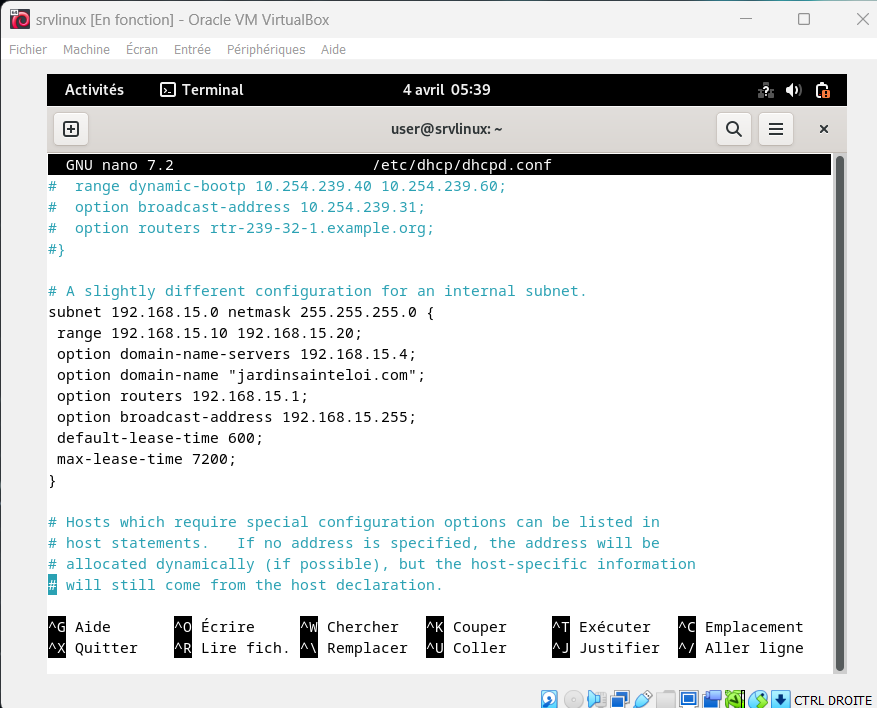 srvlinux [En fonction] - Oracle VM VirtualBox
Fichier Machine Écran Entrée Périphériques Aide
Activités Terminal 4 avril 05:39
user@srvlinux: ~
GNU nano 7.2 /etc/dhcp/dhcpd.conf
#  range dynamic-bootp 10.254.239.40 10.254.239.60;
#  option broadcast-address 10.254.239.31;
#  option routers rtr-239-32-1.example.org;
#}
# A slightly different configuration for an internal subnet.
subnet 192.168.15.0 netmask 255.255.255.0 {
 range 192.168.15.10 192.168.15.20;
 option domain-name-servers 192.168.15.4;
 option domain-name "jardinsainteloi.com";
 option routers 192.168.15.1;
 option broadcast-address 192.168.15.255;
 default-lease-time 600;
 max-lease-time 7200;
}
# Hosts which require special configuration options can be listed in
# host statements.   If no address is specified, the address will be
# allocated dynamically (if possible), but the host-specific information
# will still come from the host declaration.
^G Aide ^O Écrire ^W Chercher ^K Couper ^T Exécuter ^C Emplacement
^X Quitter ^R Lire fich. ^\ Remplacer ^U Coller ^J Justifier ^/ Aller ligne
CTRL DROITE